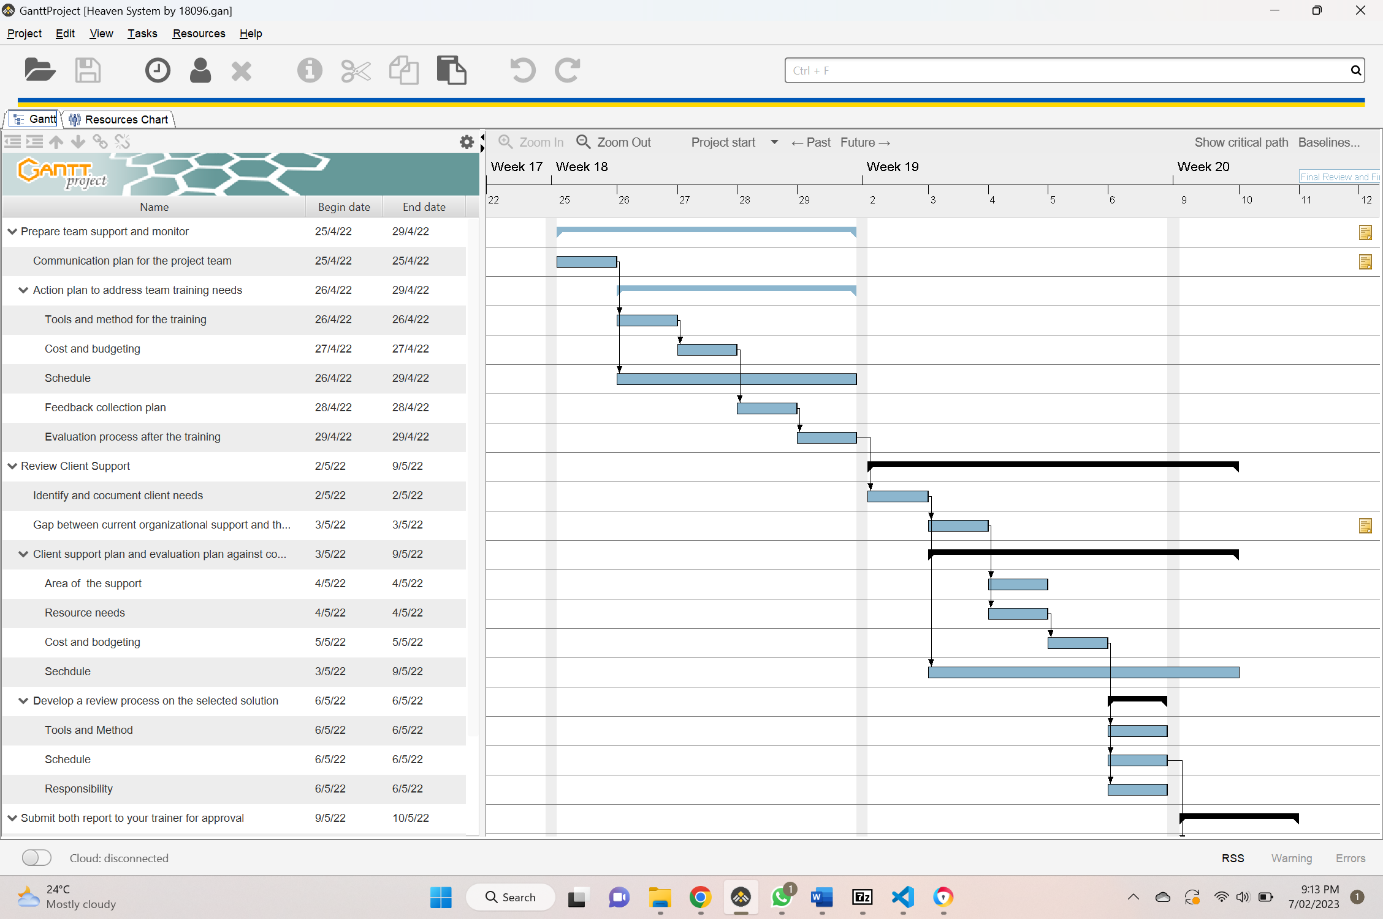 GanttProject [Heaven System by 18096.gan]
Project Edit View Tasks Resources Help
Ctrl + F
Gantt Resources Chart
Zoom In Zoom Out Project start ← Past Future → Show critical path Baselines...
GANTT project
Week 17 Week 18 Week 19 Week 20
Final Review and Fi
22 25 26 27 28 29 2 3 4 5 6 9 10 11 12
Name Begin date End date
Prepare team support and monitor 25/4/22 29/4/22
Communication plan for the project team 25/4/22 25/4/22
Action plan to address team training needs 26/4/22 29/4/22
Tools and method for the training 26/4/22 26/4/22
Cost and budgeting 27/4/22 27/4/22
Schedule 26/4/22 29/4/22
Feedback collection plan 28/4/22 28/4/22
Evaluation process after the training 29/4/22 29/4/22
Review Client Support 2/5/22 9/5/22
Identify and cocument client needs 2/5/22 2/5/22
Gap between current organizational support and th... 3/5/22 3/5/22
Client support plan and evaluation plan against co... 3/5/22 9/5/22
Area of the support 4/5/22 4/5/22
Resource needs 4/5/22 4/5/22
Cost and bodgeting 5/5/22 5/5/22
Sechdule 3/5/22 9/5/22
Develop a review process on the selected solution 6/5/22 6/5/22
Tools and Method 6/5/22 6/5/22
Schedule 6/5/22 6/5/22
Responsibility 6/5/22 6/5/22
Submit both report to your trainer for approval 9/5/22 10/5/22
Cloud: disconnected RSS Warning Errors
24°C
Mostly cloudy
Search
1
7z
9:13 PM
7/02/2023
1